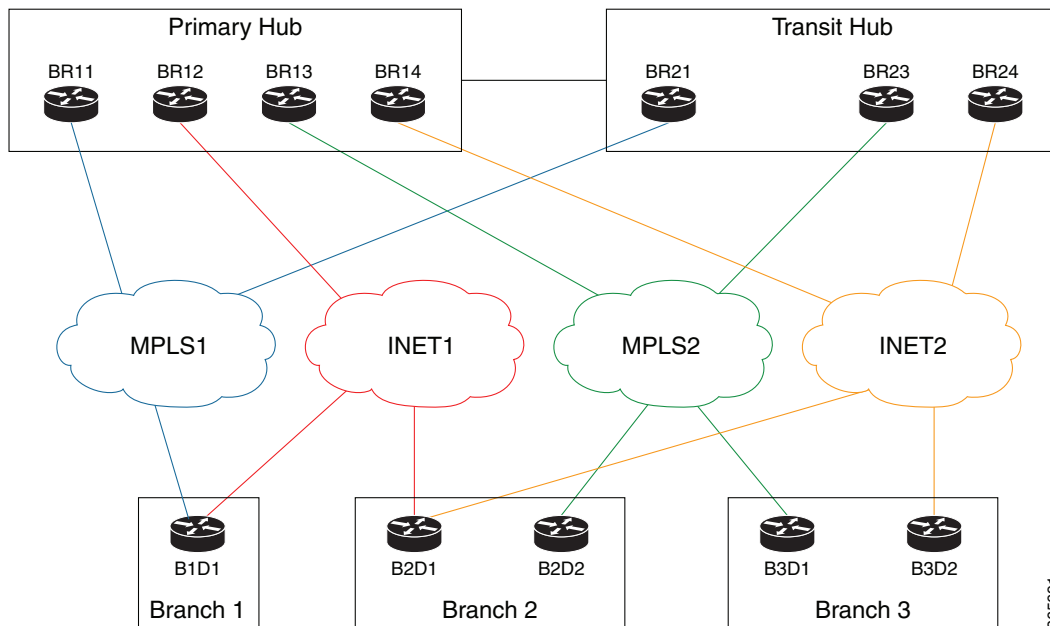 Primary Hub
Transit Hub
BR11
BR12
BR13
BR14
BR21
BR23
BR24
MPLS1
INET1
MPLS2
INET2
B1D1
B2D1
B2D2
B3D1
B3D2
Branch 1
Branch 2
Branch 3